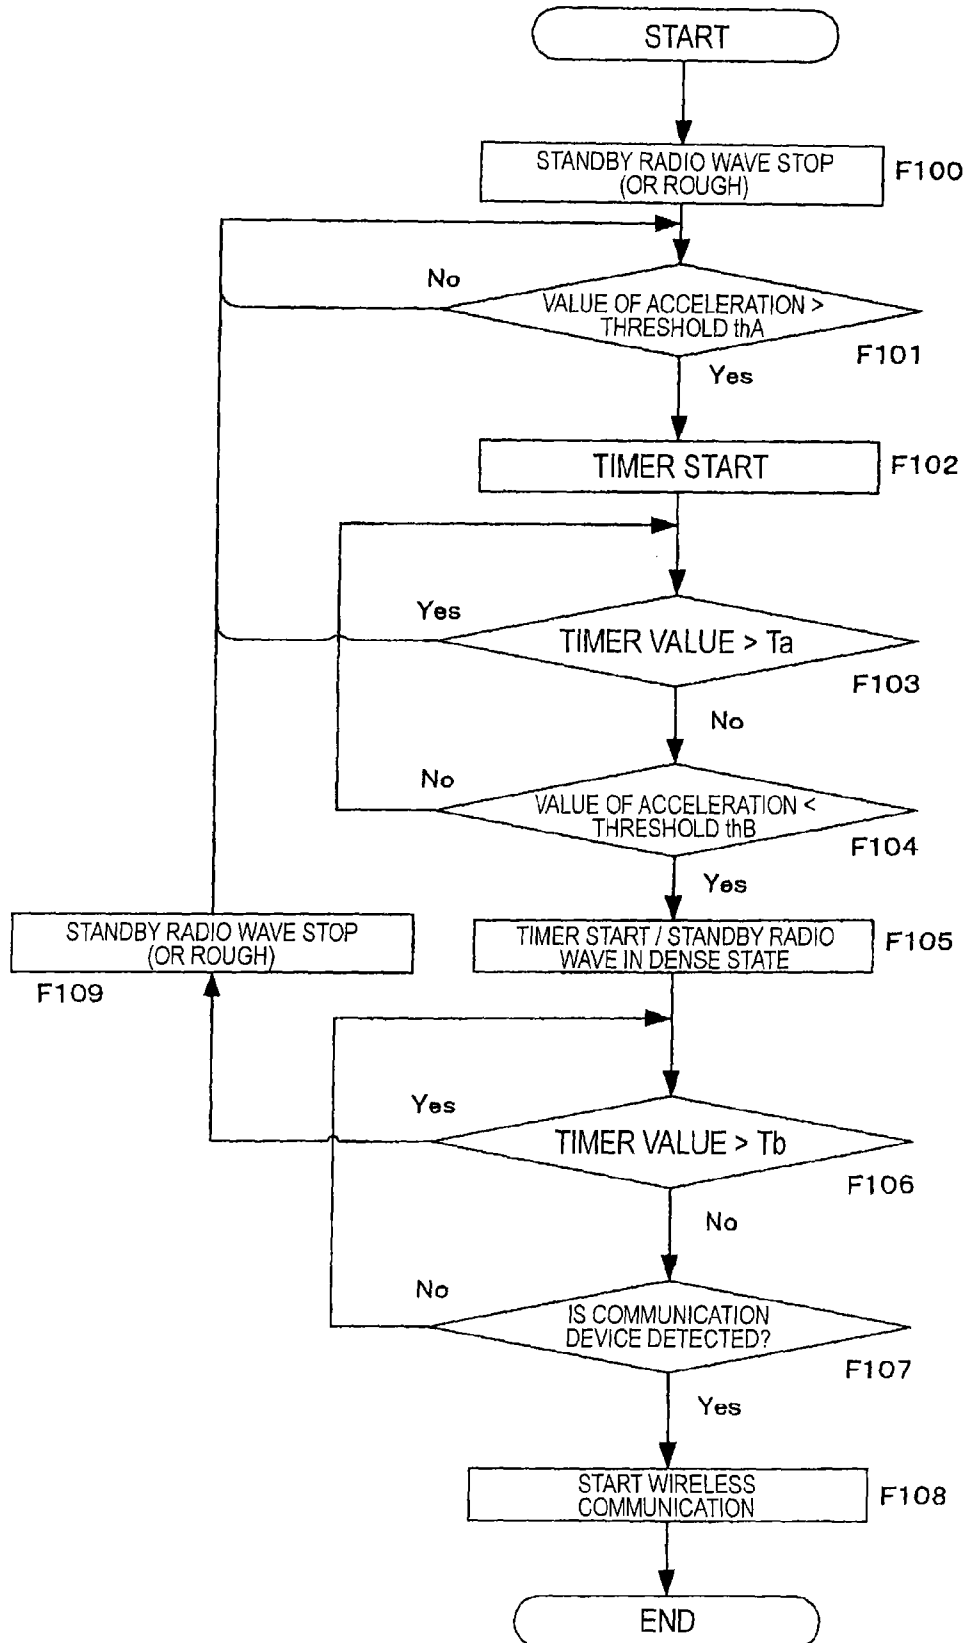 START
STANDBY RADIO WAVE STOP
(OR ROUGH)
F100
No
VALUE OF ACCELERATION >
THRESHOLD thA
F101
Yes
TIMER START
F102
Yes
TIMER VALUE > Ta
F103
No
No
VALUE OF ACCELERATION <
THRESHOLD thB
F104
Yes
STANDBY RADIO WAVE STOP
(OR ROUGH)
F109
TIMER START / STANDBY RADIO
WAVE IN DENSE STATE
F105
Yes
TIMER VALUE > Tb
F106
No
No
IS COMMUNICATION
DEVICE DETECTED?
F107
Yes
START WIRELESS
COMMUNICATION
F108
END